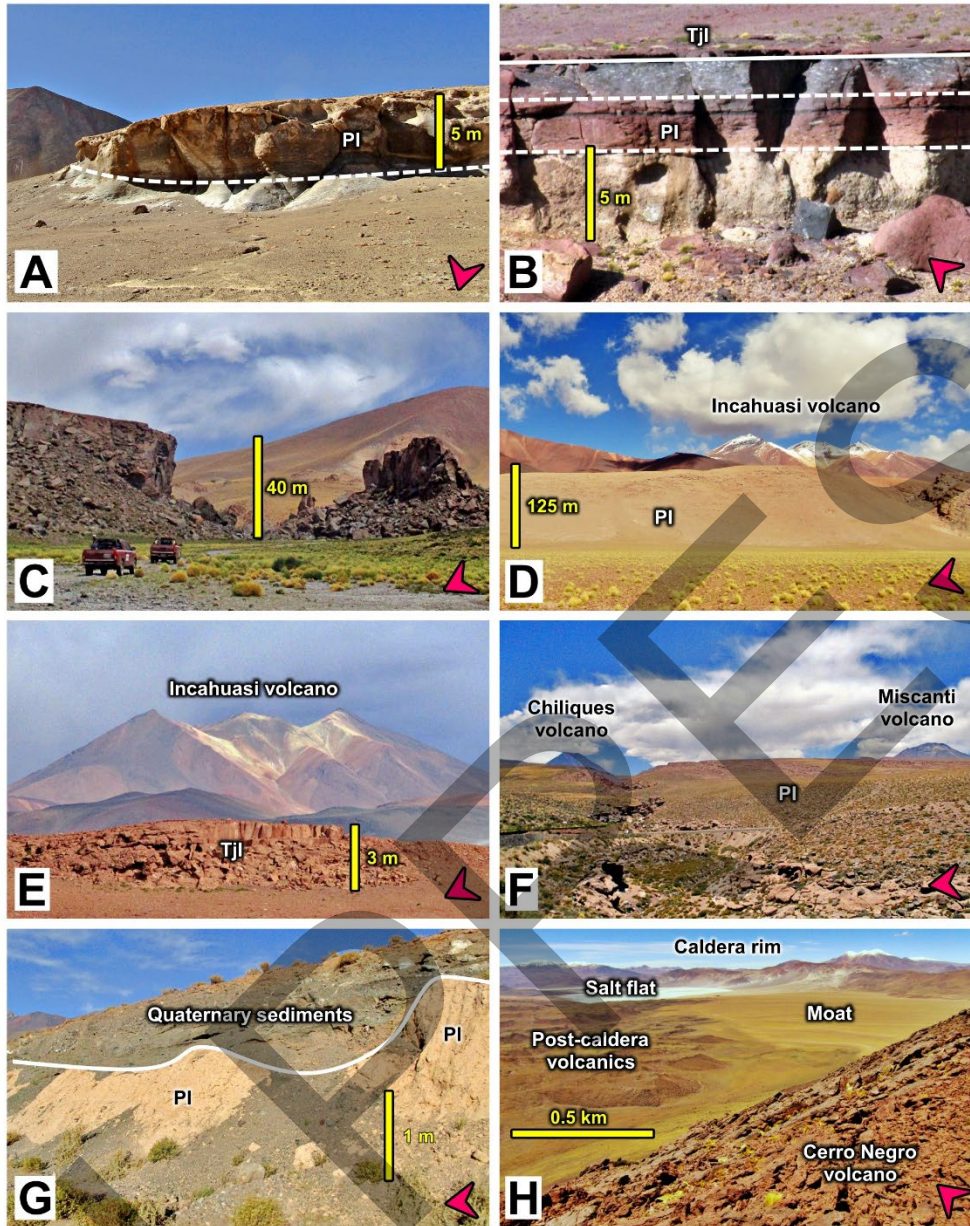 Pl
5 m
A
Tjl
Pl
5 m
B
40 m
C
Incahuasi volcano
125 m
Pl
D
Incahuasi volcano
Tjl
3 m
E
Chiliques
volcano
Miscanti
volcano
Pl
F
Quaternary sediments
Pl
Pl
1 m
G
Caldera rim
Salt flat
Moat
Post-caldera
volcanics
0.5 km
Cerro Negro
volcano
H